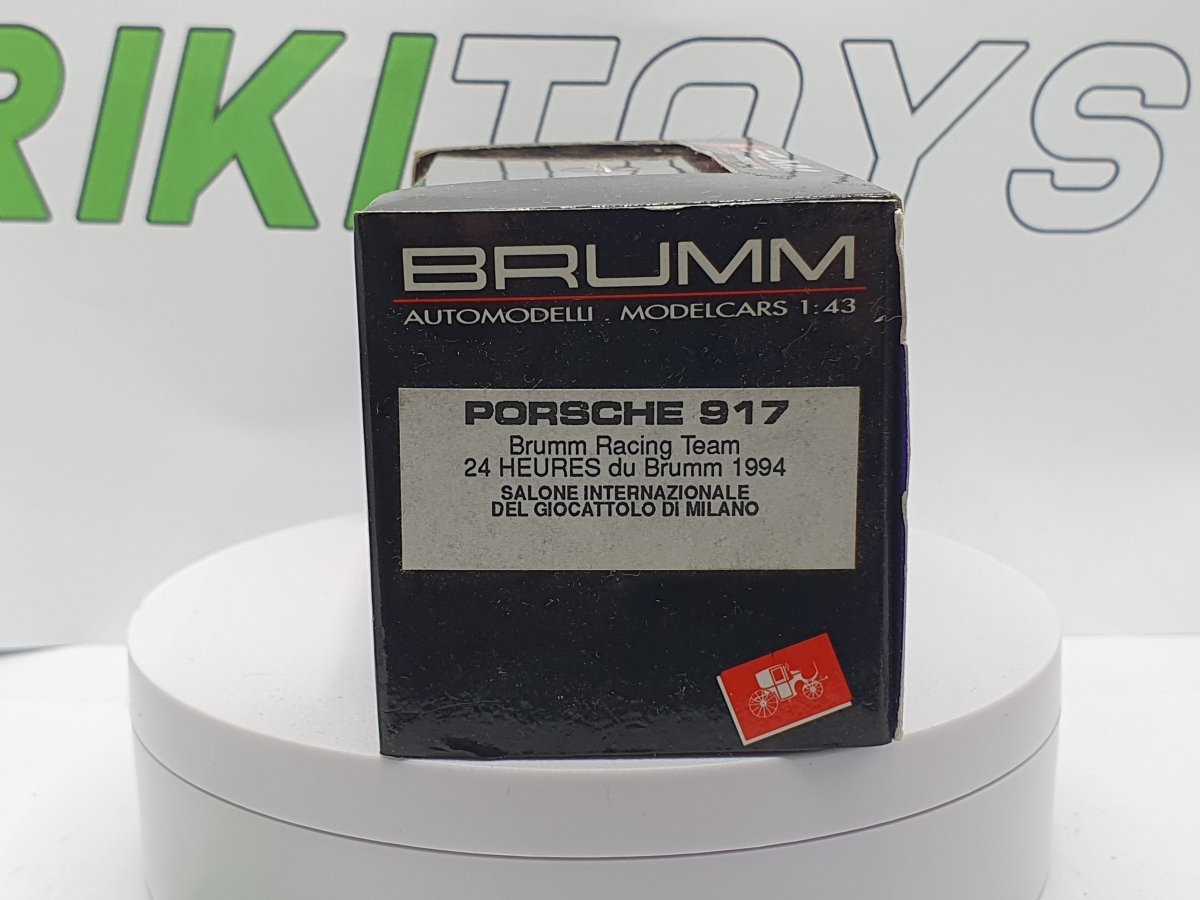 RIKITOYS
BRUMM
AUTOMODELLI . MODELCARS 1:43
PORSCHE 917
Brumm Racing Team
24 HEURES du Brumm 1994
SALONE INTERNAZIONALE
DEL GIOCATTOLO DI MILANO